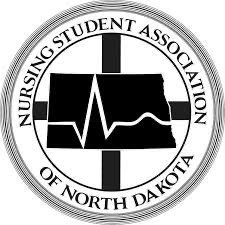 NURSING STUDENT ASSOCIATION
OF NORTH DAKOTA